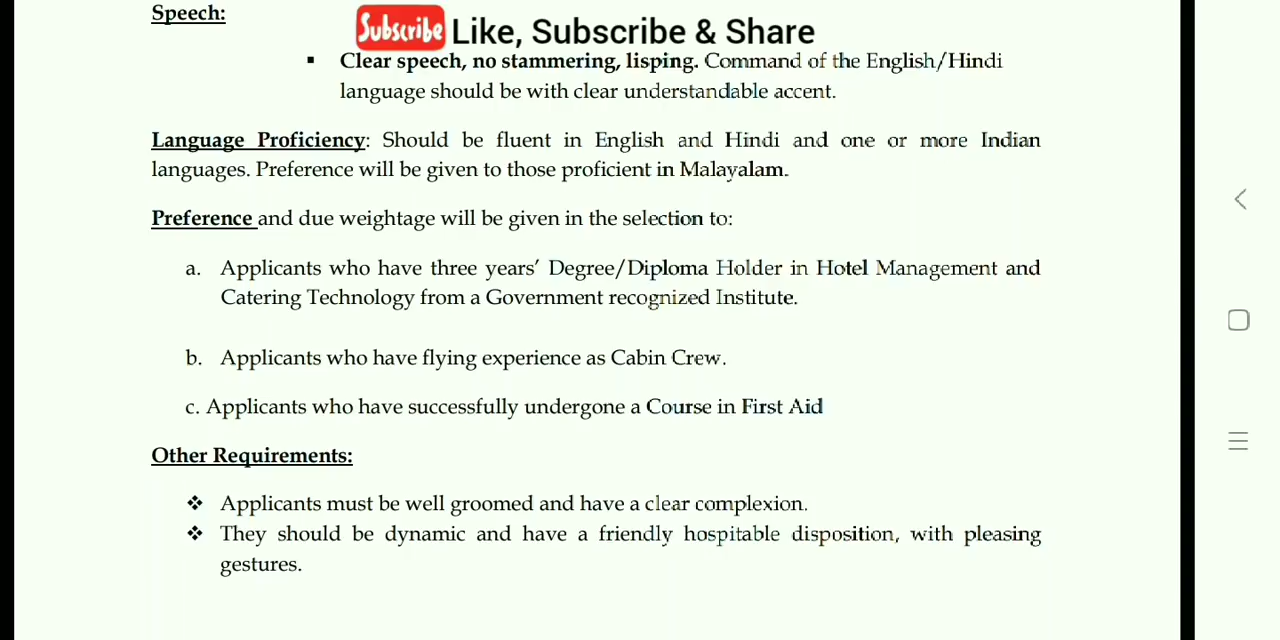 Speech:
Subscribe Like, Subscribe & Share
▪ Clear speech, no stammering, lisping. Command of the English/Hindi
language should be with clear understandable accent.
Language Proficiency: Should be fluent in English and Hindi and one or more Indian
languages. Preference will be given to those proficient in Malayalam.
Preference and due weightage will be given in the selection to:
a. Applicants who have three years' Degree/Diploma Holder in Hotel Management and
Catering Technology from a Government recognized Institute.
b. Applicants who have flying experience as Cabin Crew.
c. Applicants who have successfully undergone a Course in First Aid
Other Requirements:
❖ Applicants must be well groomed and have a clear complexion.
❖ They should be dynamic and have a friendly hospitable disposition, with pleasing
gestures.